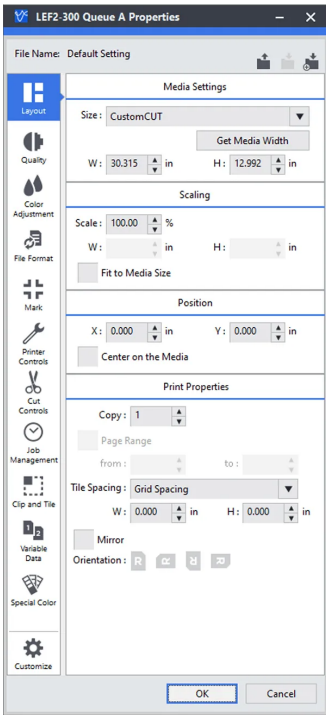 LEF2-300 Queue A Properties
File Name: Default Setting
Layout
Quality
Color
Adjustment
File Format
Mark
Printer
Controls
Cut
Controls
Job
Management
Clip and Tile
Variable
Data
Special Color
Customize
Media Settings
Size : CustomCUT
Get Media Width
W : 30.315 in H : 12.992 in
Scaling
Scale : 100.00 %
W : in H : in
Fit to Media Size
Position
X : 0.000 in Y : 0.000 in
Center on the Media
Print Properties
Copy : 1
Page Range
from : to :
Tile Spacing : Grid Spacing
W : 0.000 in H : 0.000 in
Mirror
Orientation : R R R R
OK Cancel